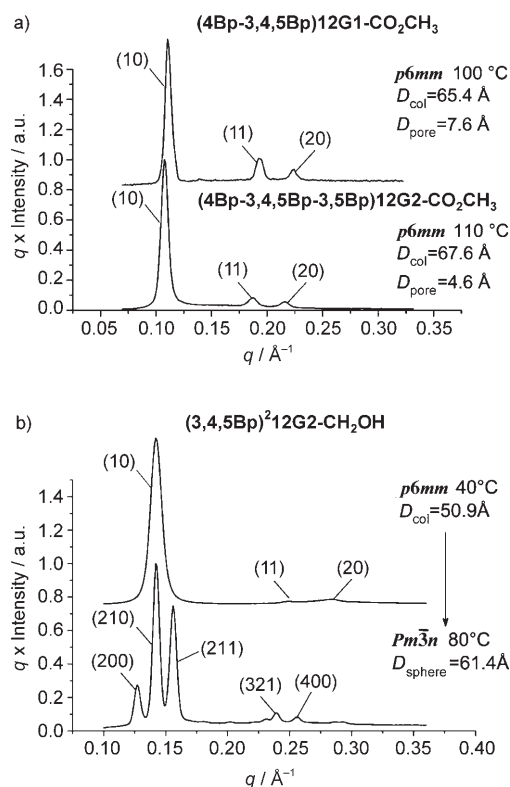 a)
(4Bp-3,4,5Bp)12G1-CO₂CH₃
(10)
p6mm 100 °C
D_col=65.4 Å
D_pore=7.6 Å
(11)
(20)
(10)
(4Bp-3,4,5Bp-3,5Bp)12G2-CO₂CH₃
p6mm 110 °C
D_col=67.6 Å
D_pore=4.6 Å
(11)
(20)
q x Intensity / a.u.
1.6
1.4
1.2
1.0
0.8
0.6
0.4
0.2
0.0
0.05 0.10 0.15 0.20 0.25 0.30 0.35
q / Å⁻¹
b)
(3,4,5Bp)²12G2-CH₂OH
(10)
p6mm 40°C
D_col=50.9Å
(11)
(20)
(210)
(211)
(200)
Pm3̅n 80°C
D_sphere=61.4Å
(321)
(400)
q x Intensity / a.u.
1.4
1.2
1.0
0.8
0.6
0.4
0.2
0.0
0.10 0.15 0.20 0.25 0.30 0.35 0.40
q / Å⁻¹